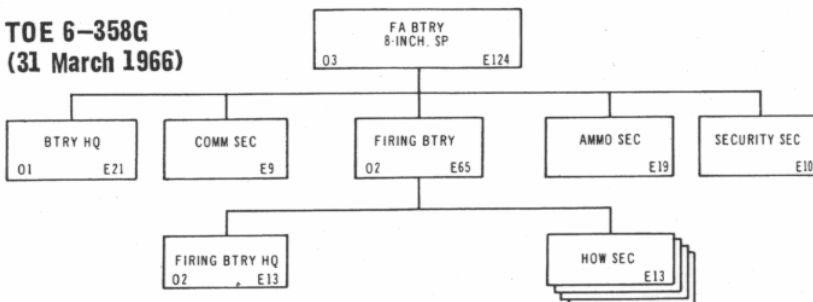 TOE 6-358G
(31 March 1966)
FA BTRY
8-INCH. SP
O3 E124
BTRY HQ
O1 E21
COMM SEC
E9
FIRING BTRY
O2 E65
AMMO SEC
E19
SECURITY SEC
E10
FIRING BTRY HQ
O2 E13
HOW SEC
E13